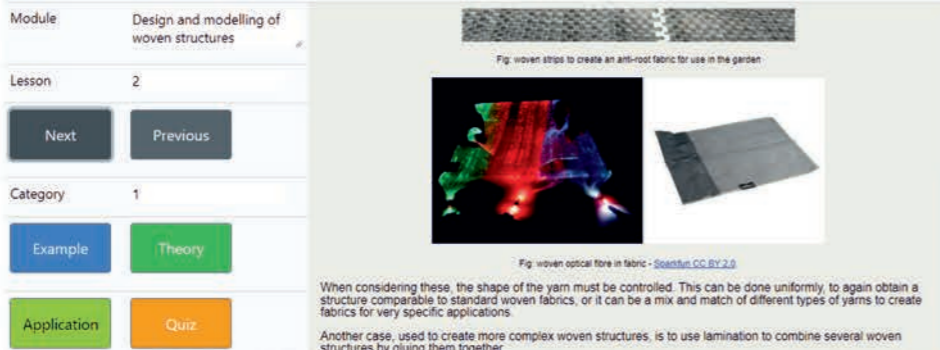 Module
Design and modelling of
woven structures
Lesson
2
Next
Previous
Category
1
Example
Theory
Application
Quiz
Fig: woven strips to create an anti-root fabric for use in the garden
Fig: woven optical fibre in fabric - Sparkfun CC BY 2.0
When considering these, the shape of the yarn must be controlled. This can be done uniformly, to again obtain a
structure comparable to standard woven fabrics, or it can be a mix and match of different types of yarns to create
fabrics for very specific applications.
Another case, used to create more complex woven structures, is to use lamination to combine several woven
structures by gluing them together